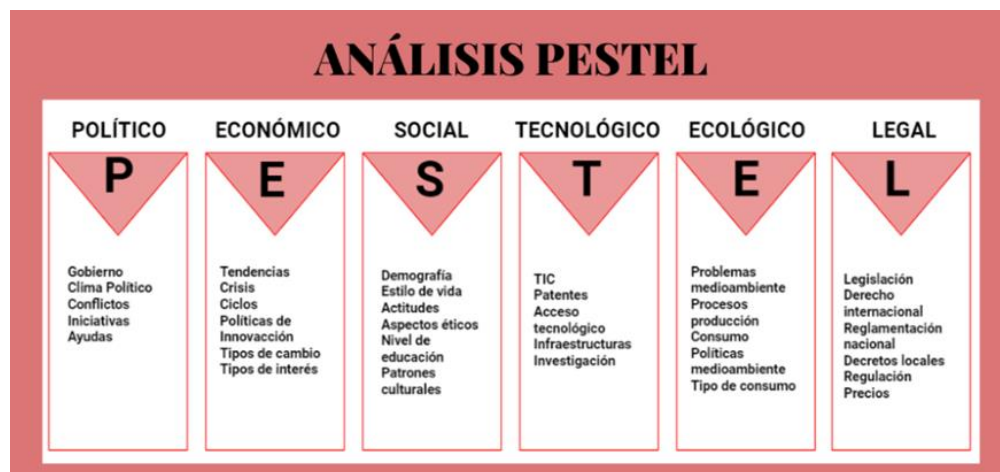 ANÁLISIS PESTEL
POLÍTICO
P
Gobierno
Clima Político
Conflictos
Iniciativas
Ayudas
ECONÓMICO
E
Tendencias
Crisis
Ciclos
Políticas de
Innovacción
Tipos de cambio
Tipos de interés
SOCIAL
S
Demografía
Estilo de vida
Actitudes
Aspectos éticos
Nivel de
educación
Patrones
culturales
TECNOLÓGICO
T
TIC
Patentes
Acceso
tecnológico
Infraestructuras
Investigación
ECOLÓGICO
E
Problemas
medioambiente
Procesos
producción
Consumo
Políticas
medioambiente
Tipo de consumo
LEGAL
L
Legislación
Derecho
internacional
Reglamentación
nacional
Decretos locales
Regulación
Precios